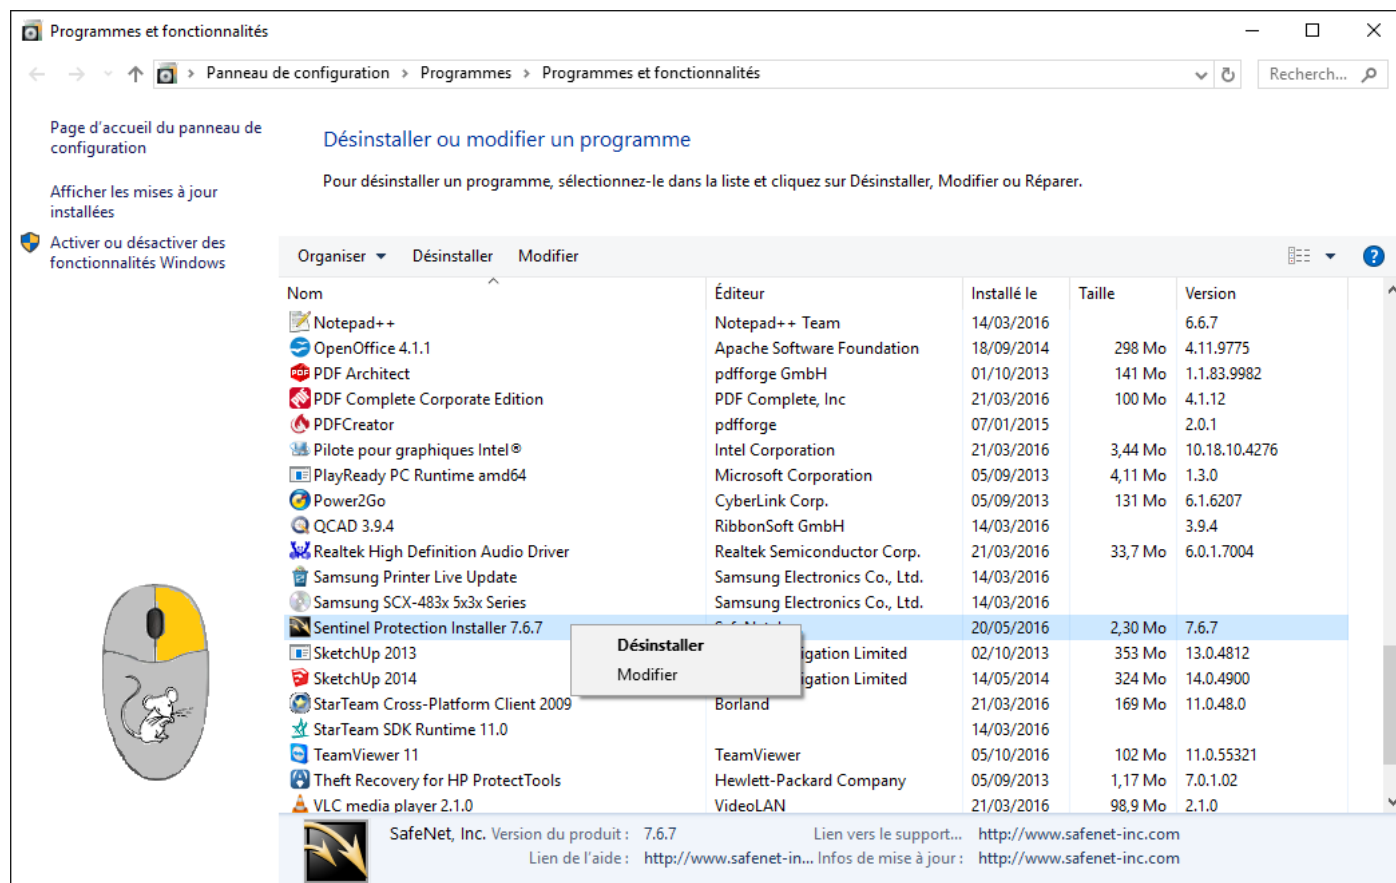 Programmes et fonctionnalités
Panneau de configuration > Programmes > Programmes et fonctionnalités
Recherch...
Page d'accueil du panneau de
configuration
Afficher les mises à jour
installées
Activer ou désactiver des
fonctionnalités Windows
Désinstaller ou modifier un programme
Pour désinstaller un programme, sélectionnez-le dans la liste et cliquez sur Désinstaller, Modifier ou Réparer.
Organiser Désinstaller Modifier
Nom Éditeur Installé le Taille Version
Notepad++ Notepad++ Team 14/03/2016 6.6.7
OpenOffice 4.1.1 Apache Software Foundation 18/09/2014 298 Mo 4.11.9775
PDF Architect pdfforge GmbH 01/10/2013 141 Mo 1.1.83.9982
PDF Complete Corporate Edition PDF Complete, Inc 21/03/2016 100 Mo 4.1.12
PDFCreator pdfforge 07/01/2015 2.0.1
Pilote pour graphiques Intel® Intel Corporation 21/03/2016 3,44 Mo 10.18.10.4276
PlayReady PC Runtime amd64 Microsoft Corporation 05/09/2013 4,11 Mo 1.3.0
Power2Go CyberLink Corp. 05/09/2013 131 Mo 6.1.6207
QCAD 3.9.4 RibbonSoft GmbH 14/03/2016 3.9.4
Realtek High Definition Audio Driver Realtek Semiconductor Corp. 21/03/2016 33,7 Mo 6.0.1.7004
Samsung Printer Live Update Samsung Electronics Co., Ltd. 14/03/2016
Samsung SCX-483x 5x3x Series Samsung Electronics Co., Ltd. 14/03/2016
Sentinel Protection Installer 7.6.7 20/05/2016 2,30 Mo 7.6.7
Désinstaller
Modifier
SketchUp 2013 igation Limited 02/10/2013 353 Mo 13.0.4812
SketchUp 2014 igation Limited 14/05/2014 324 Mo 14.0.4900
StarTeam Cross-Platform Client 2009 Borland 21/03/2016 169 Mo 11.0.48.0
StarTeam SDK Runtime 11.0 14/03/2016
TeamViewer 11 TeamViewer 05/10/2016 102 Mo 11.0.55321
Theft Recovery for HP ProtectTools Hewlett-Packard Company 05/09/2013 1,17 Mo 7.0.1.02
VLC media player 2.1.0 VideoLAN 21/03/2016 98,9 Mo 2.1.0
SafeNet, Inc. Version du produit : 7.6.7 Lien vers le support... http://www.safenet-inc.com
Lien de l'aide : http://www.safenet-in... Infos de mise à jour : http://www.safenet-inc.com